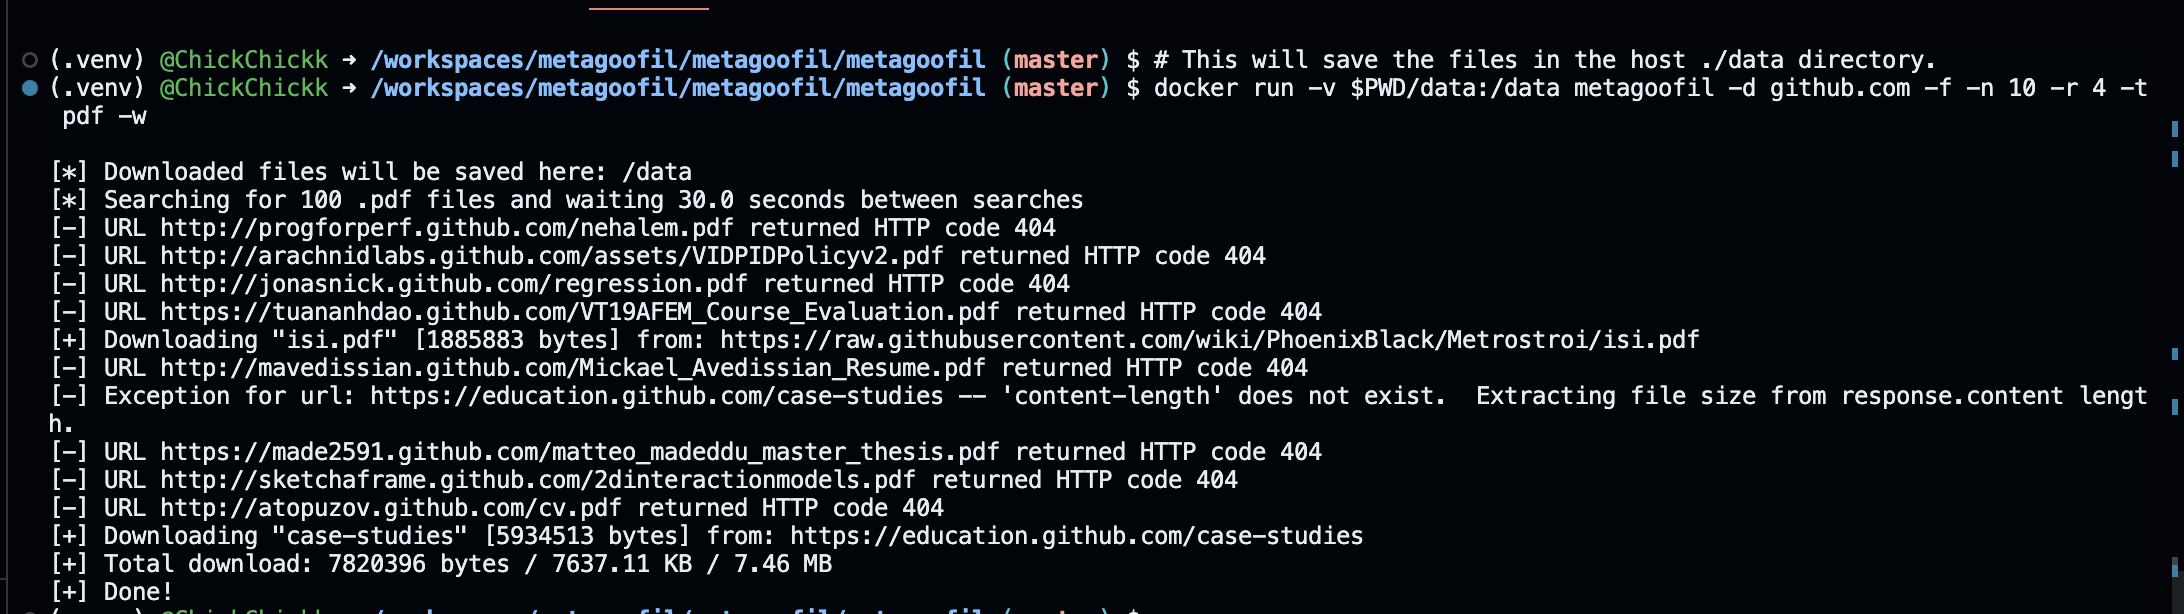 (.venv) @ChickChickk → /workspaces/metagoofil/metagoofil/metagoofil (master) $ # This will save the files in the host ./data directory.
(.venv) @ChickChickk → /workspaces/metagoofil/metagoofil/metagoofil (master) $ docker run -v $PWD/data:/data metagoofil -d github.com -f -n 10 -r 4 -t
pdf -w
[*] Downloaded files will be saved here: /data
[*] Searching for 100 .pdf files and waiting 30.0 seconds between searches
[-] URL http://progforperf.github.com/nehalem.pdf returned HTTP code 404
[-] URL http://arachnidlabs.github.com/assets/VIDPIDPolicyv2.pdf returned HTTP code 404
[-] URL http://jonasnick.github.com/regression.pdf returned HTTP code 404
[-] URL https://tuananhdao.github.com/VT19AFEM_Course_Evaluation.pdf returned HTTP code 404
[+] Downloading "isi.pdf" [1885883 bytes] from: https://raw.githubusercontent.com/wiki/PhoenixBlack/Metrostroi/isi.pdf
[-] URL http://mavedissian.github.com/Mickael_Avedissian_Resume.pdf returned HTTP code 404
[-] Exception for url: https://education.github.com/case-studies -- 'content-length' does not exist.  Extracting file size from response.content lengt
h.
[-] URL https://made2591.github.com/matteo_madeddu_master_thesis.pdf returned HTTP code 404
[-] URL http://sketchaframe.github.com/2dinteractionmodels.pdf returned HTTP code 404
[-] URL http://atopuzov.github.com/cv.pdf returned HTTP code 404
[+] Downloading "case-studies" [5934513 bytes] from: https://education.github.com/case-studies
[+] Total download: 7820396 bytes / 7637.11 KB / 7.46 MB
[+] Done!